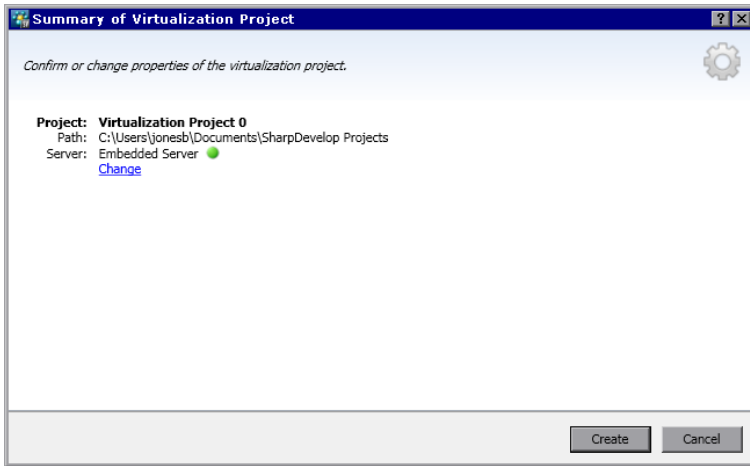 Summary of Virtualization Project
Confirm or change properties of the virtualization project.
Project: Virtualization Project 0
Path: C:\Users\jonesb\Documents\SharpDevelop Projects
Server: Embedded Server
Change
Create Cancel